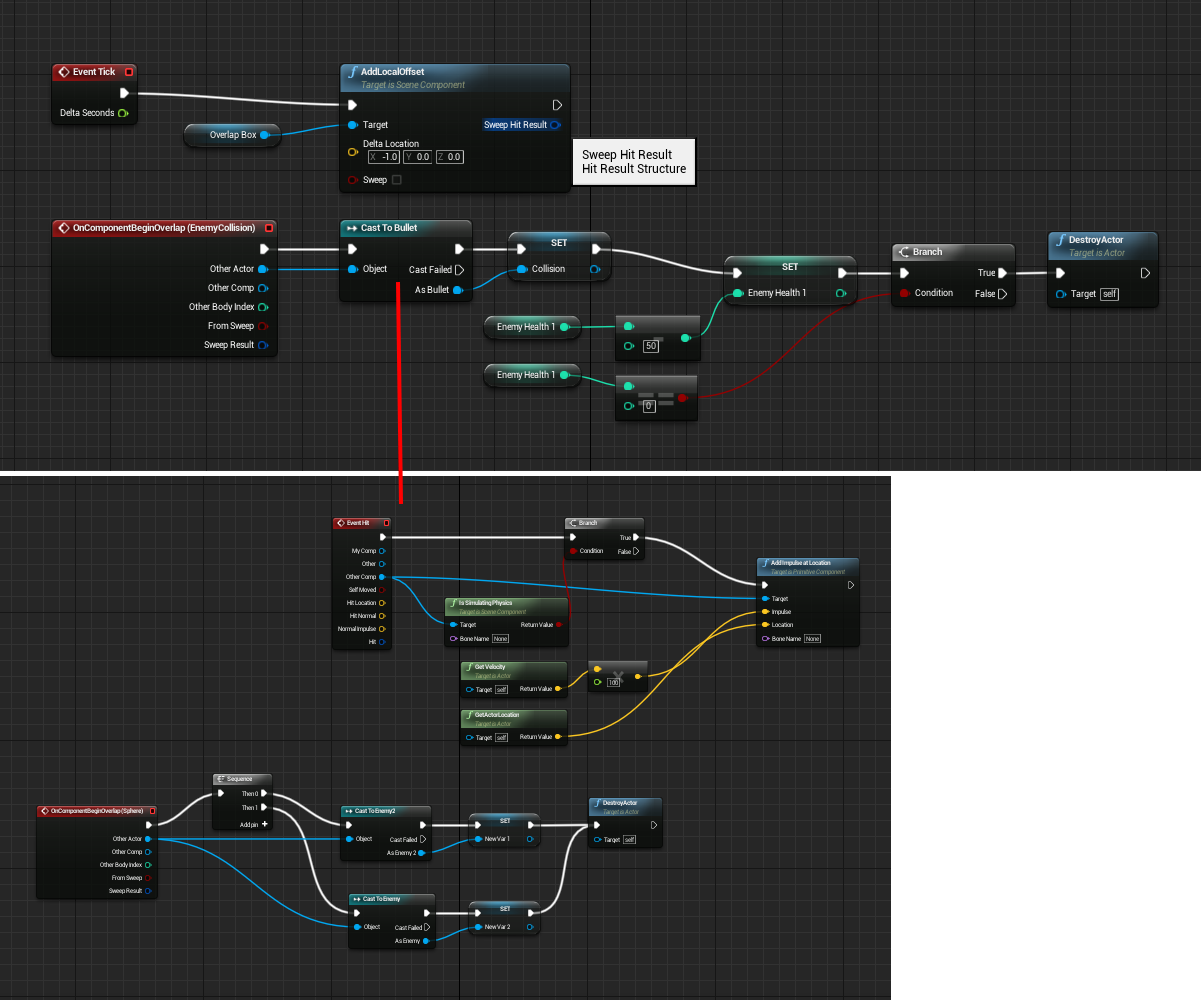 Event Tick
Delta Seconds
Overlap Box
AddLocalOffset
Target is Scene Component
Target
Sweep Hit Result
Delta Location
X -1.0 Y 0.0 Z 0.0
Sweep
Sweep Hit Result
Hit Result Structure
OnComponentBeginOverlap (EnemyCollision)
Other Actor
Other Comp
Other Body Index
From Sweep
Sweep Result
Cast To Bullet
Object
Cast Failed
As Bullet
SET
Collision
SET
Enemy Health 1
Enemy Health 1
50
Enemy Health 1
0
Branch
True
Condition
False
DestroyActor
Target is Actor
Target self
Event Hit
My Comp
Other
Other Comp
Self Moved
Hit Location
Hit Normal
Normal Impulse
Hit
Branch
True
Condition
False
Is Simulating Physics
Target is Scene Component
Target
Return Value
Bone Name None
Get Velocity
Target is Actor
Target self
Return Value
100
GetActorLocation
Target is Actor
Target self
Return Value
Add Impulse at Location
Target is Primitive Component
Target
Impulse
Location
Bone Name None
OnComponentBeginOverlap (Sphere)
Other Actor
Other Comp
Other Body Index
From Sweep
Sweep Result
Sequence
Then 0
Then 1
Add pin +
Cast To Enemy2
Object
Cast Failed
As Enemy 2
SET
New Var 1
DestroyActor
Target is Actor
Target self
Cast To Enemy
Object
Cast Failed
As Enemy
SET
New Var 2